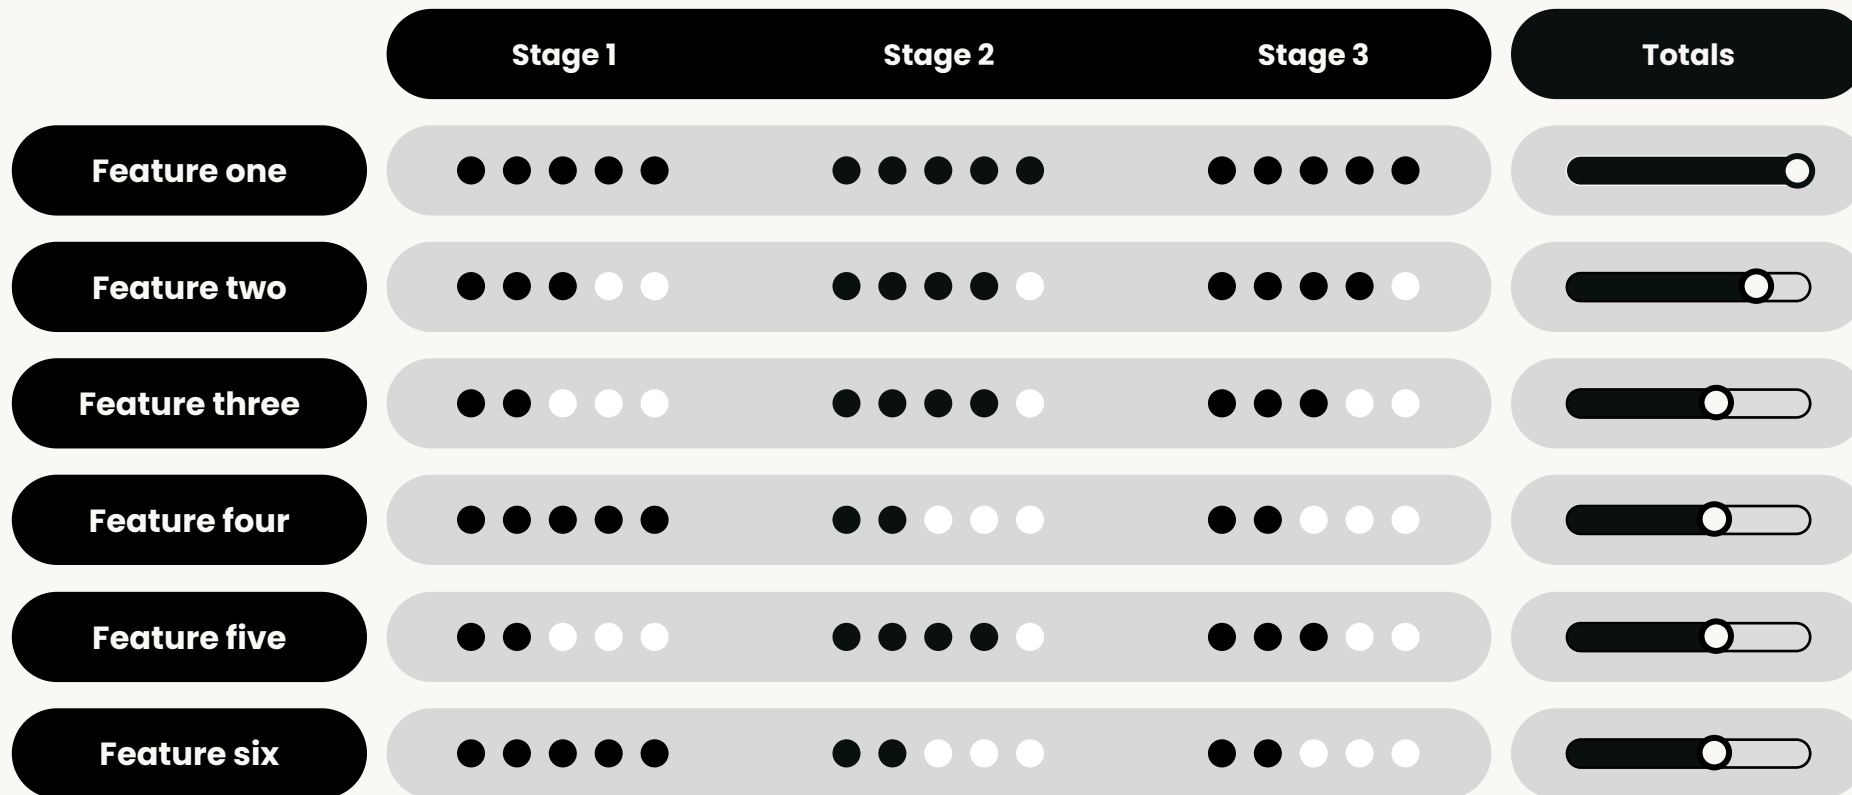 Stage 1
Stage 2
Stage 3
Totals
Feature one
Feature two
Feature three
Feature four
Feature five
Feature six